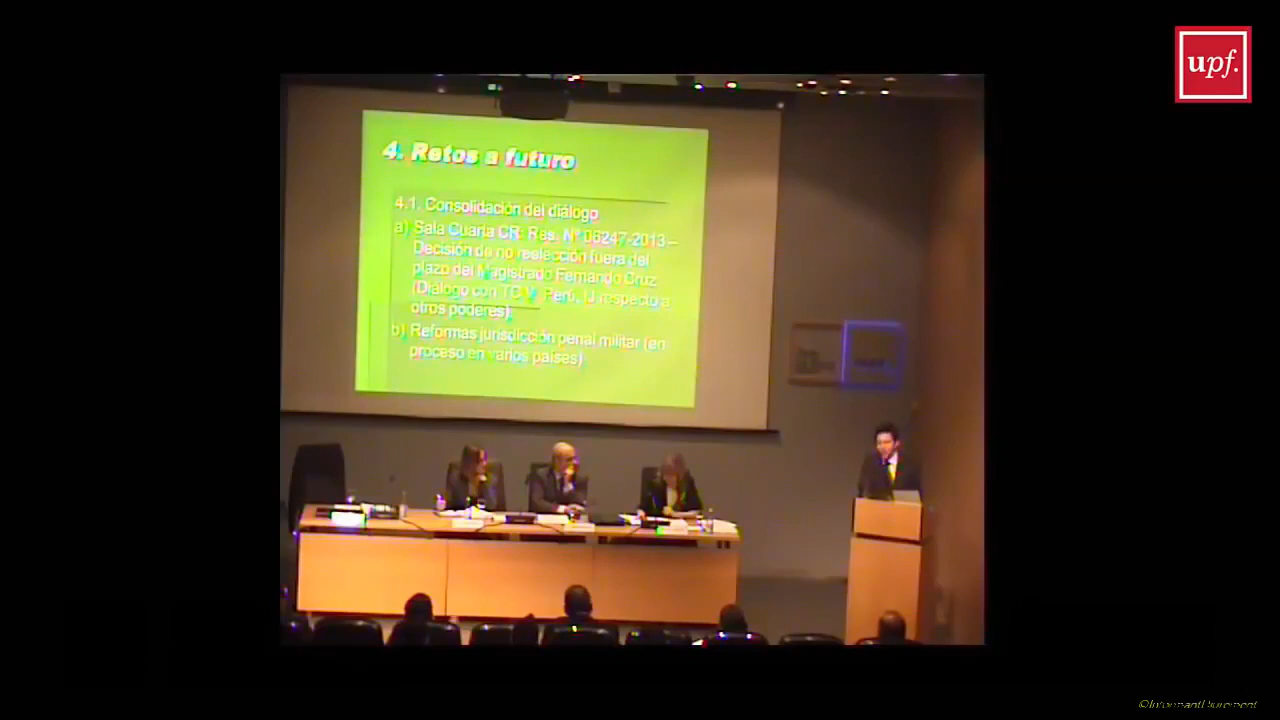 upf.
4. Retos a futuro
4.1. Consolidación del diálogo
a) Sala Cuarta CR: Res. N° 06247-2013 –
Decisión de no reelección fuera del
plazo del Magistrado Fernando Cruz
(Diálogo con TC V. Perú, IJ respecto a
otros poderes)
b) Reformas jurisdicción penal militar (en
proceso en varios países)